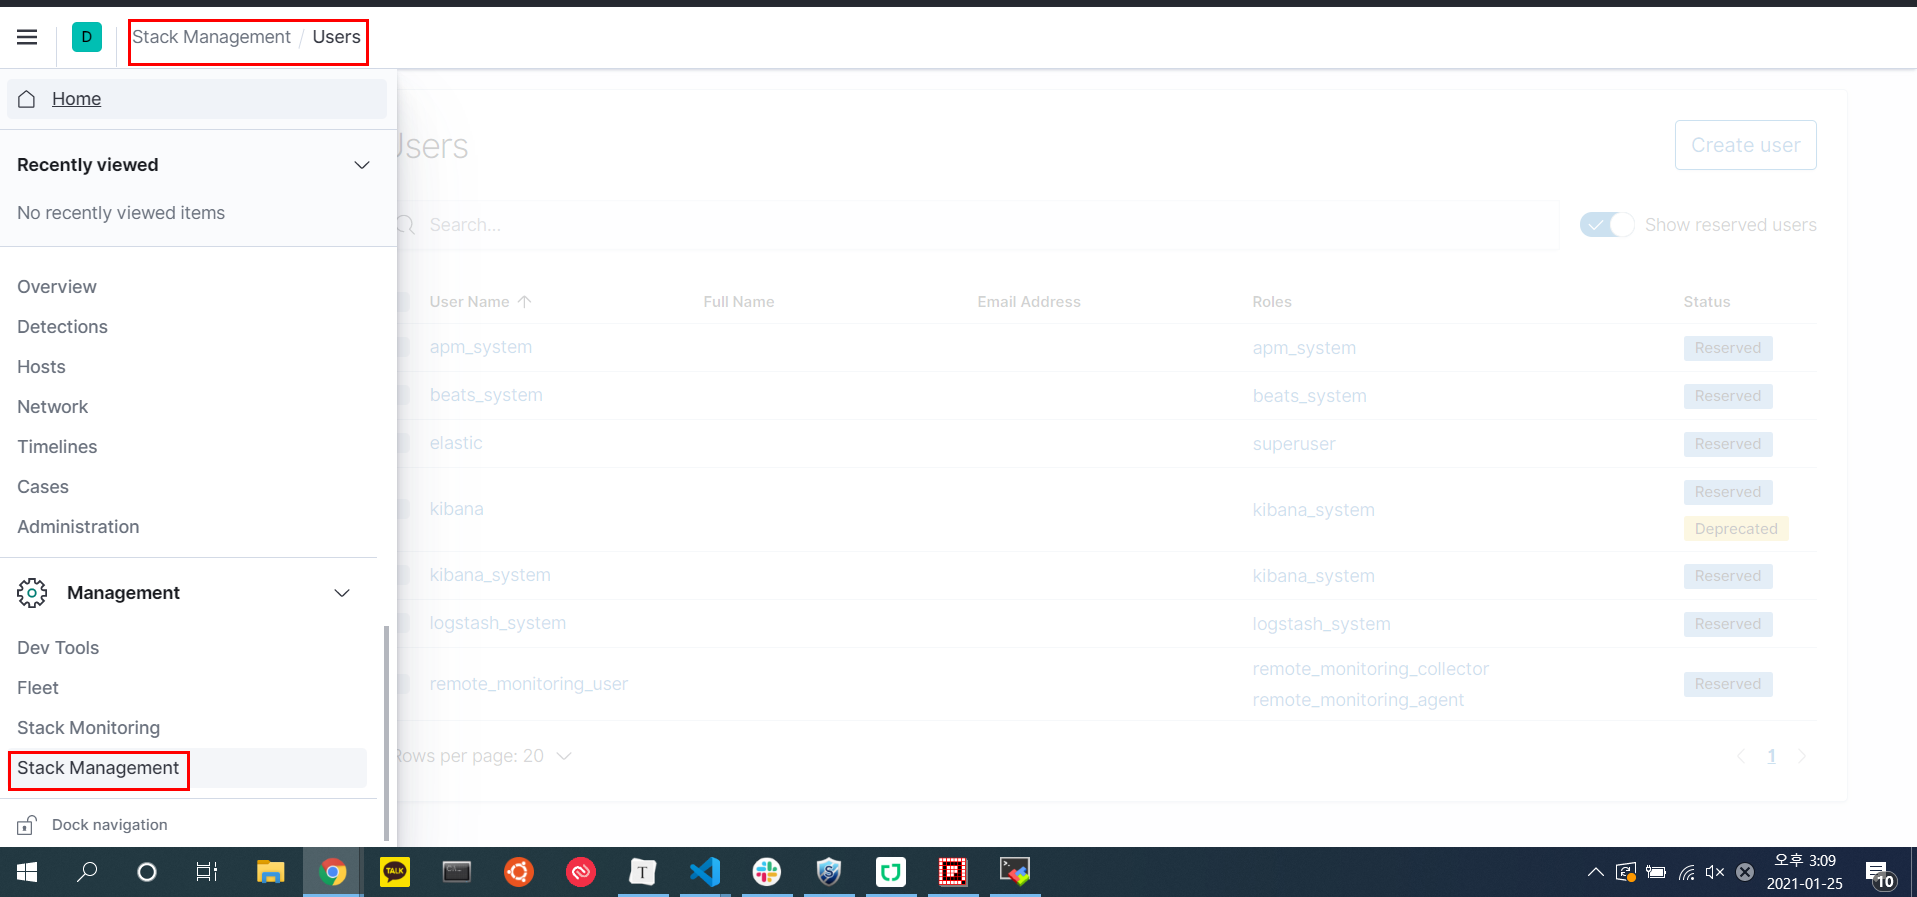 D
Stack Management / Users
Home
Recently viewed
No recently viewed items
Overview
Detections
Hosts
Network
Timelines
Cases
Administration
Management
Dev Tools
Fleet
Stack Monitoring
Stack Management
Dock navigation
Users
Create user
Search...
Show reserved users
User Name Full Name Email Address Roles Status
apm_system apm_system Reserved
beats_system beats_system Reserved
elastic superuser Reserved
kibana kibana_system Reserved
Deprecated
kibana_system kibana_system Reserved
logstash_system logstash_system Reserved
remote_monitoring_user remote_monitoring_collector Reserved
remote_monitoring_agent
Rows per page: 20
1
TALK
T
S
오후 3:09
2021-01-25
10